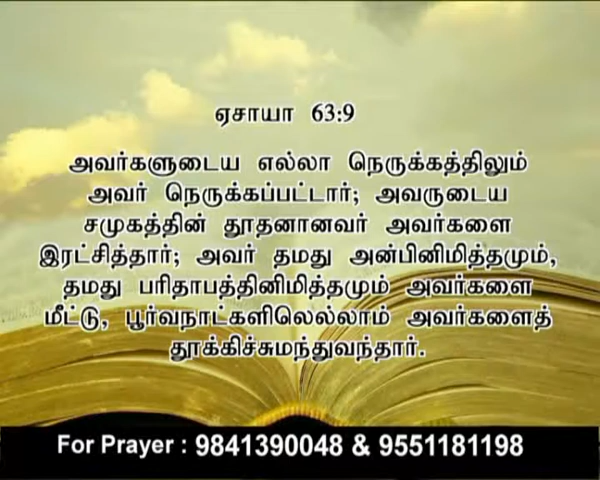 ஏசாயா 63:9
அவர்களுடைய எல்லா நெருக்கத்திலும்
அவர் நெருக்கப்பட்டார்; அவருடைய
சமுகத்தின் தூதனானவர் அவர்களை
இரட்சித்தார்; அவர் தமது அன்பினிமித்தமும்,
தமது பரிதாபத்தினிமித்தமும் அவர்களை
மீட்டு, பூர்வநாட்களிலெல்லாம் அவர்களைத்
தூக்கிச்சுமந்துவந்தார்.
For Prayer : 9841390048 & 9551181198